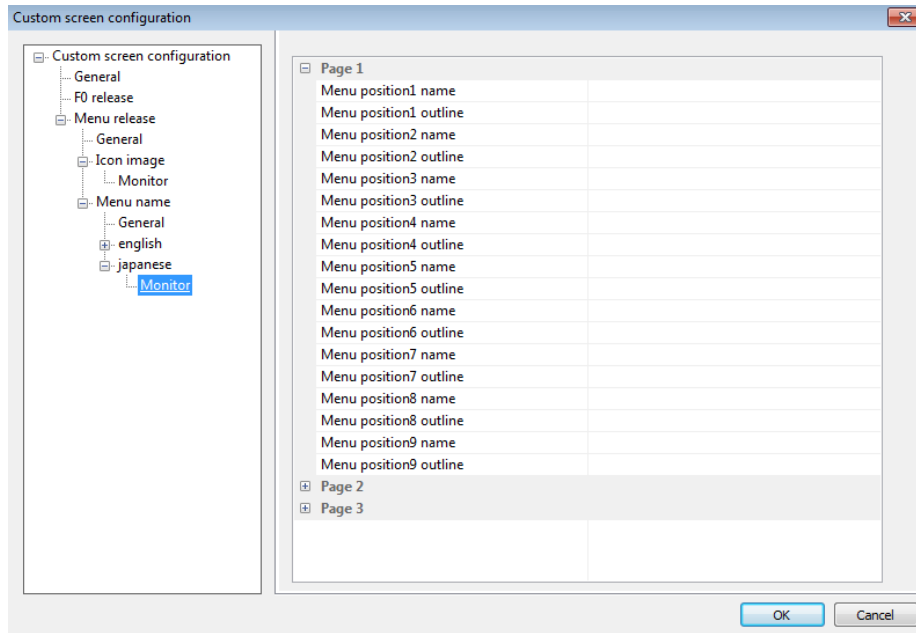 Custom screen configuration
Custom screen configuration
General
F0 release
Menu release
General
Icon image
Monitor
Menu name
General
english
japanese
Monitor
Page 1
Menu position1 name
Menu position1 outline
Menu position2 name
Menu position2 outline
Menu position3 name
Menu position3 outline
Menu position4 name
Menu position4 outline
Menu position5 name
Menu position5 outline
Menu position6 name
Menu position6 outline
Menu position7 name
Menu position7 outline
Menu position8 name
Menu position8 outline
Menu position9 name
Menu position9 outline
Page 2
Page 3
OK Cancel